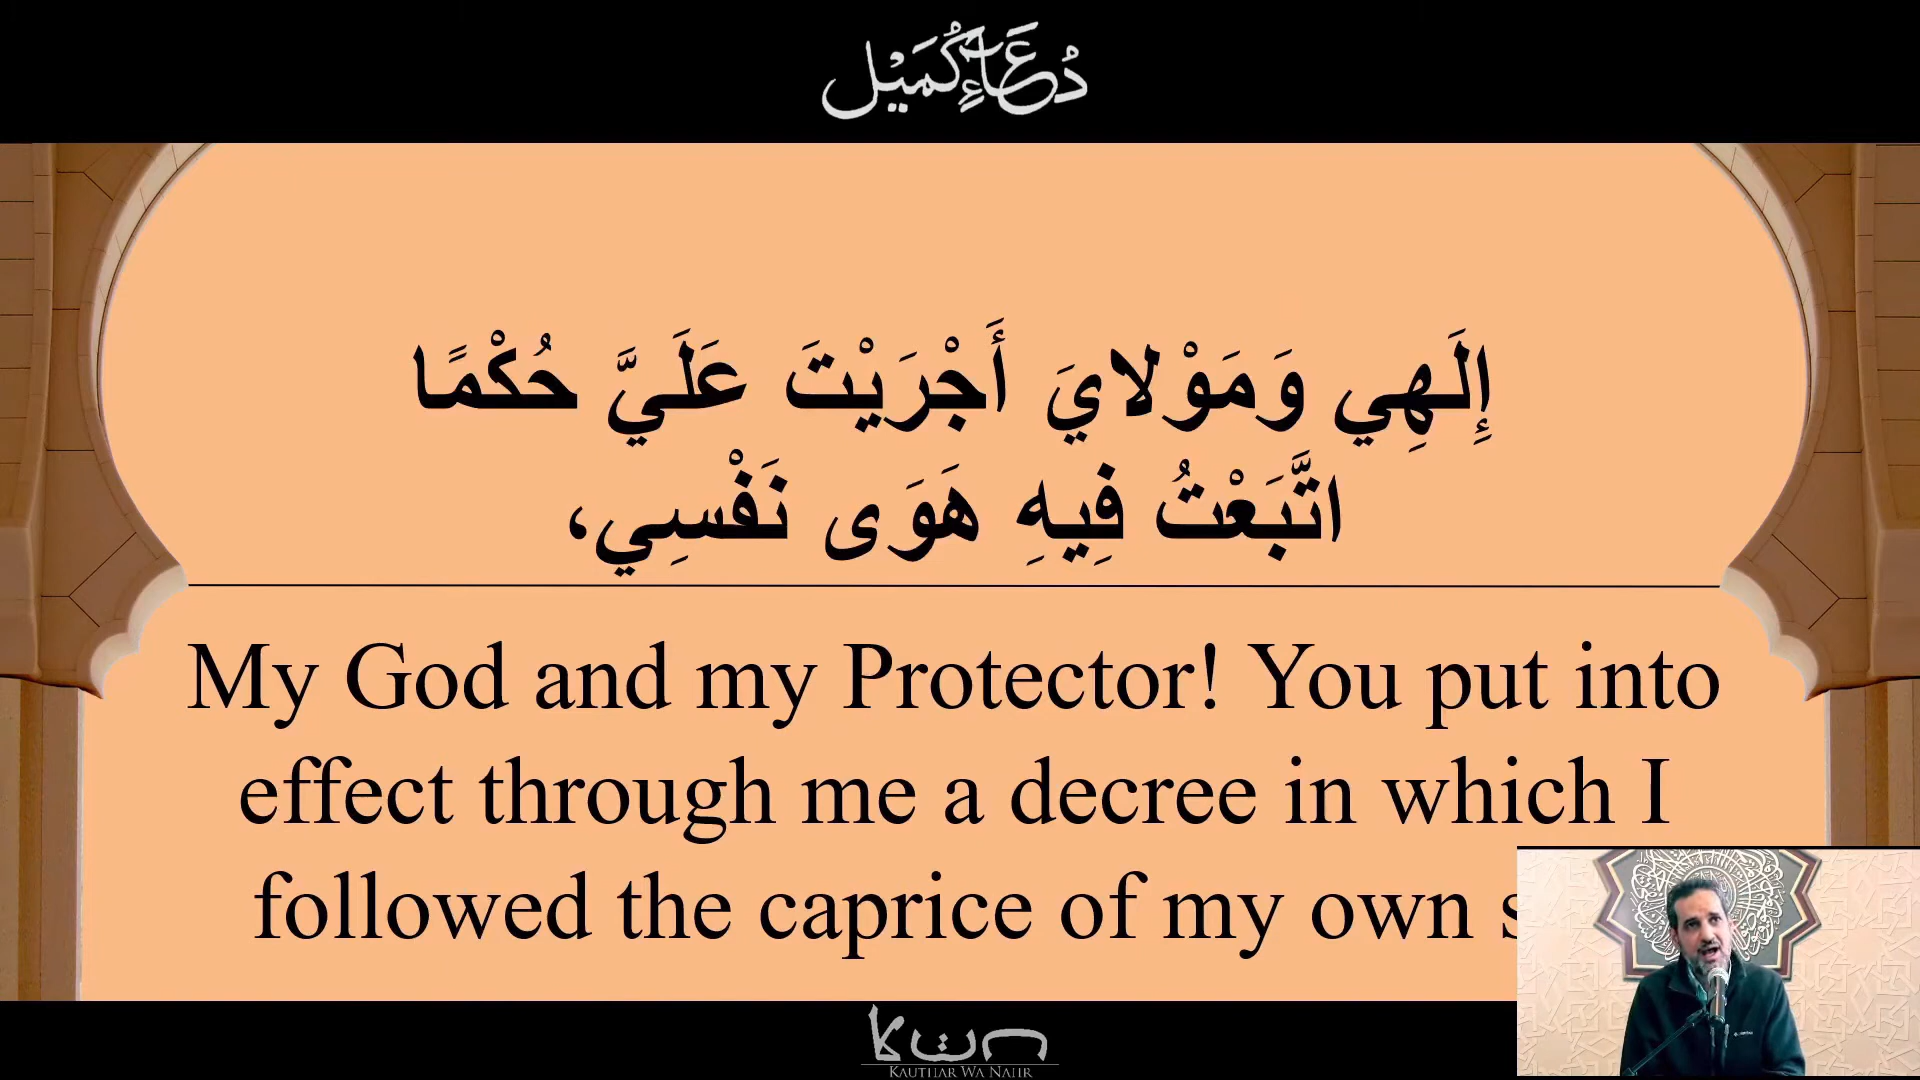 دُعَاءُ كُمَيْل
إِلَهِي وَمَوْلايَ أَجْرَيْتَ عَلَيَّ حُكْمًا
اتَّبَعْتُ فِيهِ هَوَى نَفْسِي،
My God and my Protector! You put into
effect through me a decree in which I
followed the caprice of my own
KAUTHAR WA NAHR